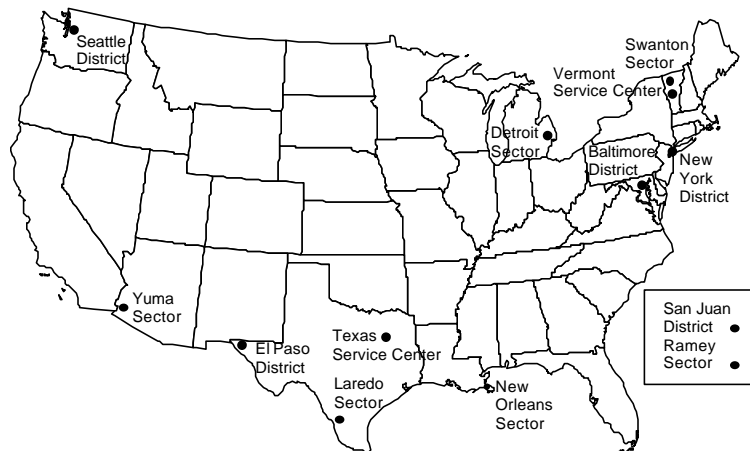 Seattle
District
Swanton
Sector
Vermont
Service Center
Detroit
Sector
Baltimore
District
New
York
District
Yuma
Sector
El Paso
District
Texas
Service Center
Laredo
Sector
New
Orleans
Sector
San Juan
District
Ramey
Sector